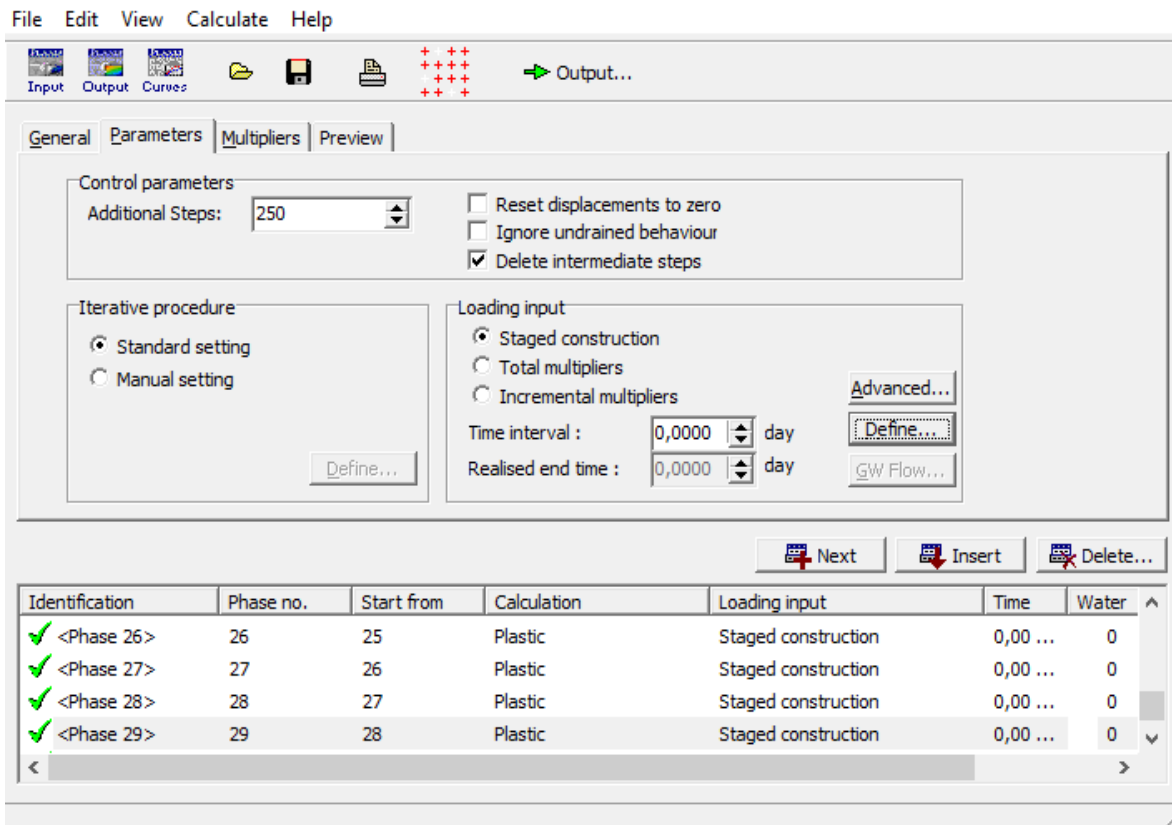 File Edit View Calculate Help
Input Output Curves Output...
General Parameters Multipliers Preview
Control parameters
Additional Steps: 250
Reset displacements to zero
Ignore undrained behaviour
Delete intermediate steps
Iterative procedure
Standard setting
Manual setting
Define...
Loading input
Staged construction
Total multipliers
Incremental multipliers
Advanced...
Time interval : 0,0000 day Define...
Realised end time : 0,0000 day GW Flow...
Next Insert Delete...
Identification Phase no. Start from Calculation Loading input Time Water
<Phase 26> 26 25 Plastic Staged construction 0,00 ... 0
<Phase 27> 27 26 Plastic Staged construction 0,00 ... 0
<Phase 28> 28 27 Plastic Staged construction 0,00 ... 0
<Phase 29> 29 28 Plastic Staged construction 0,00 ... 0